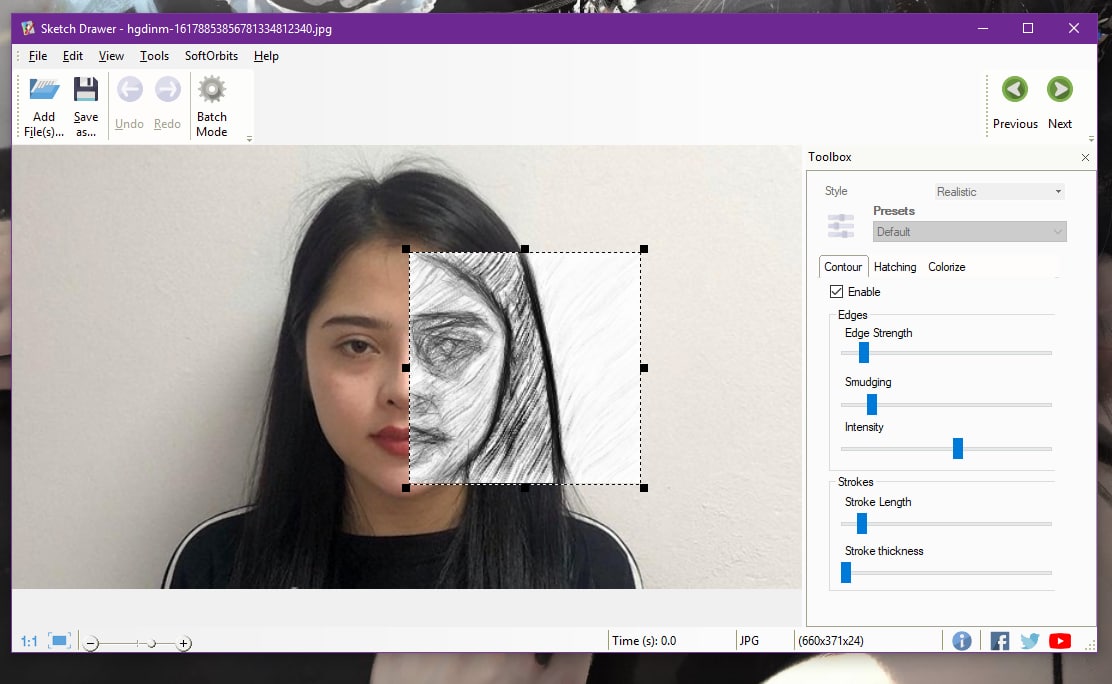 Sketch Drawer - hgdinm-16178853856781334812340.jpg
File Edit View Tools SoftOrbits Help
Add File(s)...
Save as...
Undo
Redo
Batch Mode
Previous
Next
Toolbox
Style Realistic
Presets
Default
Contour Hatching Colorize
Enable
Edges
Edge Strength
Smudging
Intensity
Strokes
Stroke Length
Stroke thickness
1:1 Time (s): 0.0 JPG (660x371x24)